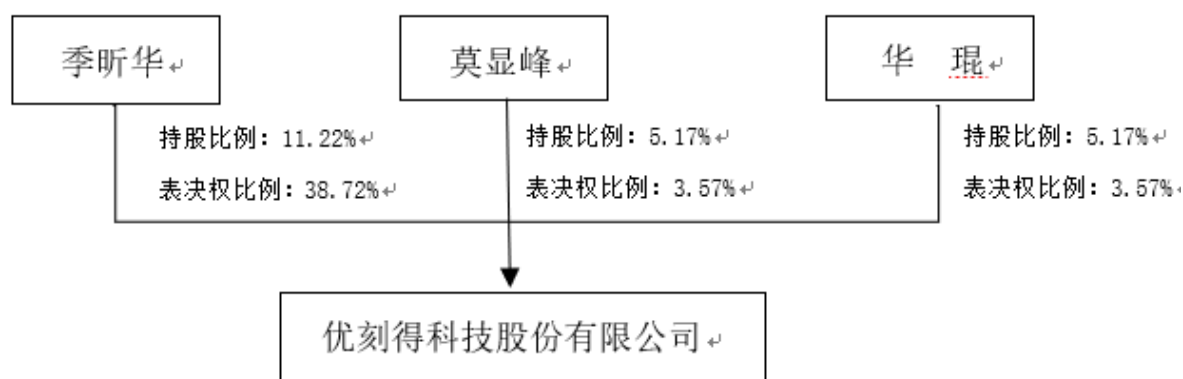 季昕华
莫显峰
华　琨
持股比例：11.22%
表决权比例：38.72%
持股比例：5.17%
表决权比例：3.57%
持股比例：5.17%
表决权比例：3.57%
优刻得科技股份有限公司